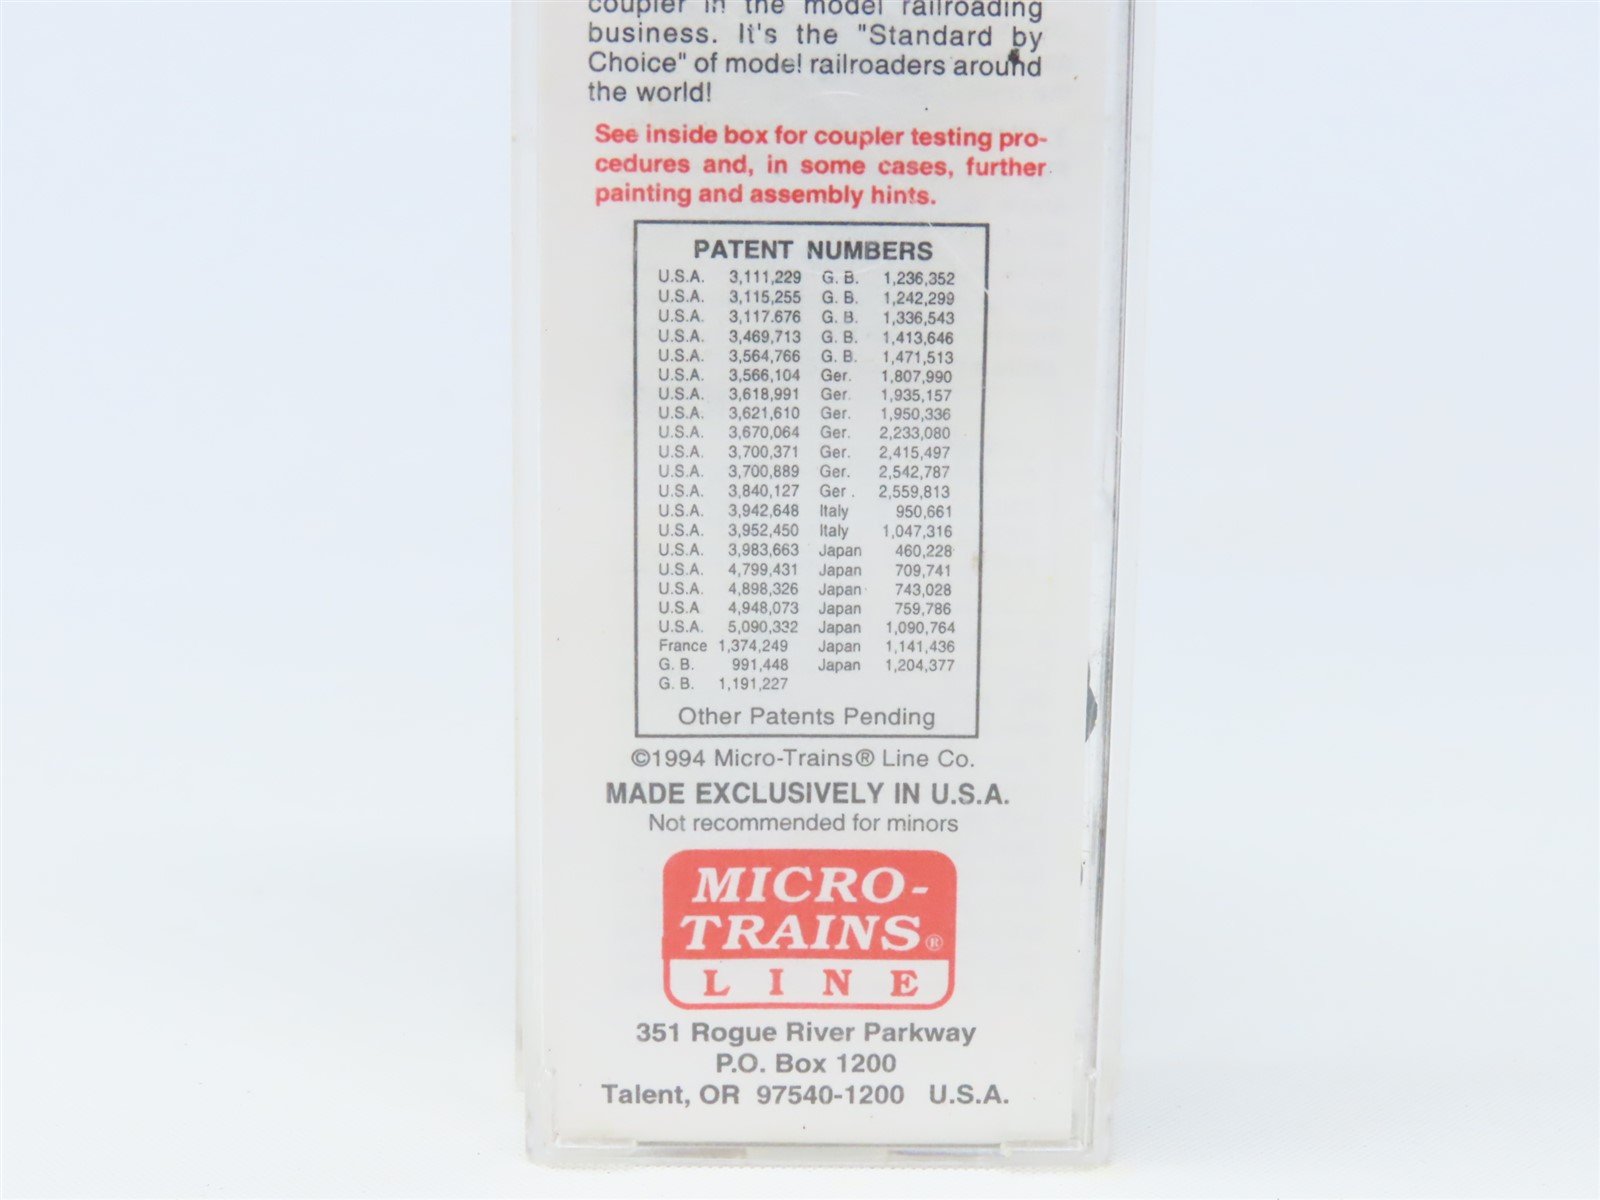 coupler in the model railroading
business. It's the "Standard by
Choice" of model railroaders around
the world!
See inside box for coupler testing pro-
cedures and, in some cases, further
painting and assembly hints.
PATENT NUMBERS
U.S.A. 3,111,229 G. B. 1,236,352
U.S.A. 3,115,255 G. B. 1,242,299
U.S.A. 3,117.676 G. B. 1,336,543
U.S.A. 3,469,713 G. B. 1,413,646
U.S.A. 3,564,766 G. B. 1,471,513
U.S.A. 3,566,104 Ger. 1,807,990
U.S.A. 3,618,991 Ger. 1,935,157
U.S.A. 3,621,610 Ger. 1,950,336
U.S.A. 3,670,064 Ger. 2,233,080
U.S.A. 3,700,371 Ger. 2,415,497
U.S.A. 3,700,889 Ger. 2,542,787
U.S.A. 3,840,127 Ger . 2,559,813
U.S.A. 3,942,648 Italy 950,661
U.S.A. 3,952,450 Italy 1,047,316
U.S.A. 3,983,663 Japan 460,228
U.S.A. 4,799,431 Japan 709,741
U.S.A. 4,898,326 Japan 743,028
U.S.A 4,948,073 Japan 759,786
U.S.A. 5,090,332 Japan 1,090,764
France 1,374,249 Japan 1,141,436
G. B. 991,448 Japan 1,204,377
G. B. 1,191,227
Other Patents Pending
©1994 Micro-Trains® Line Co.
MADE EXCLUSIVELY IN U.S.A.
Not recommended for minors
MICRO-
TRAINS®
LINE
351 Rogue River Parkway
P.O. Box 1200
Talent, OR 97540-1200 U.S.A.